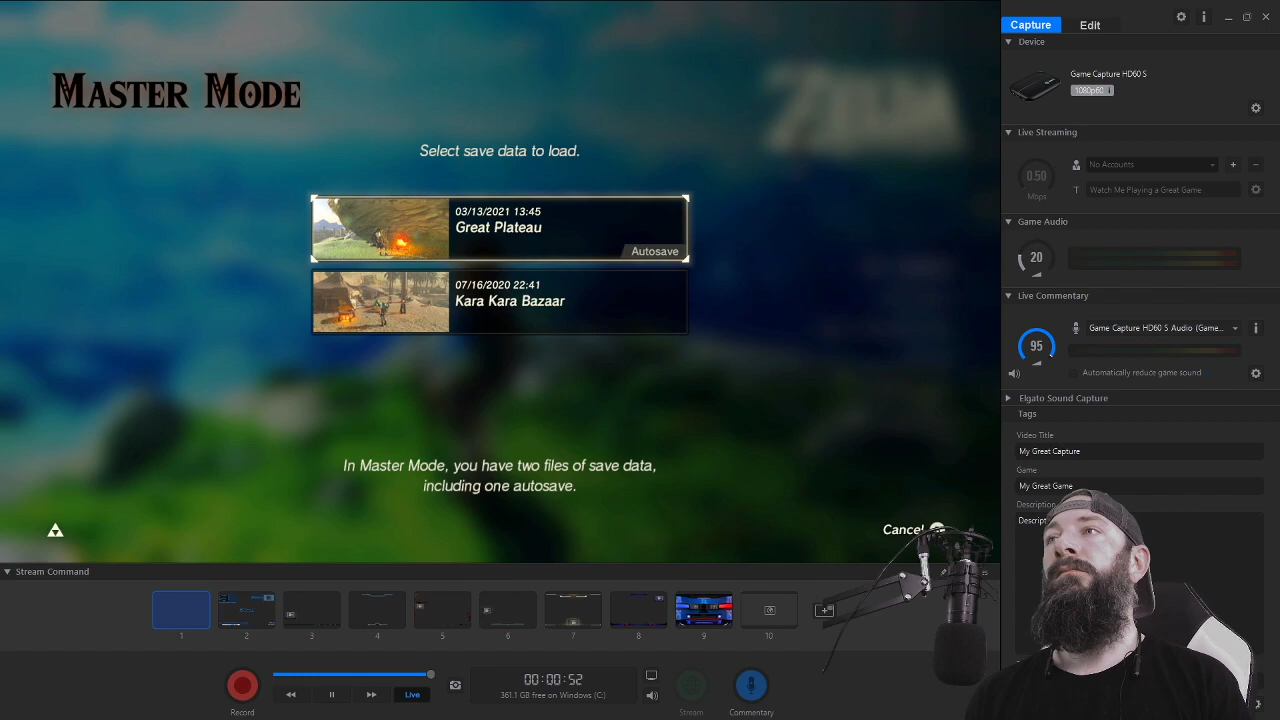 Capture
Edit
Device
Game Capture HD60 S
1080p60
Live Streaming
0.50
Mbps
No Accounts
T
Watch Me Playing a Great Game
Game Audio
20
Live Commentary
95
Game Capture HD60 S Audio (Game...
Automatically reduce game sound
Elgato Sound Capture
Tags
Video Title
My Great Capture
Game
My Great Game
Description
MASTER MODE
ZELDA
Select save data to load.
03/13/2021 13:45
Great Plateau
Autosave
07/16/2020 22:41
Kara Kara Bazaar
In Master Mode, you have two files of save data,
including one autosave.
Cancel
Stream Command
1
2
3
4
5
6
7
8
9
10
Record
Live
00:00:52
361.1 GB free on Windows (C:)
Stream
Commentary